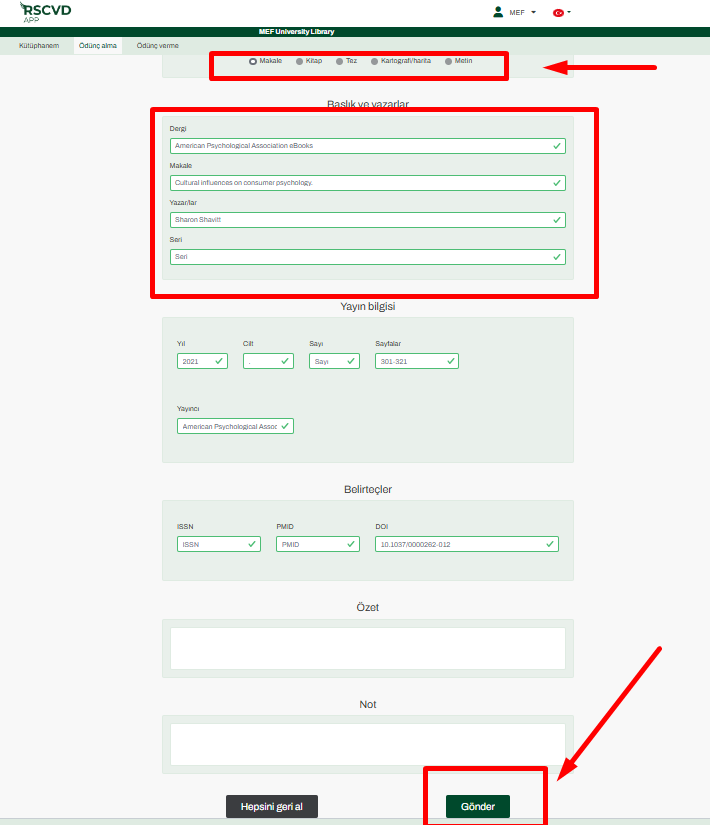 RSCVD
APP
MEF
MEF University Library
Kütüphanem Ödünç alma Ödünç verme
Makale Kitap Tez Kartografi/harita Metin
Başlık ve yazarlar
Dergi
American Psychological Association eBooks
Makale
Cultural influences on consumer psychology.
Yazar/lar
Sharon Shavitt
Seri
Seri
Yayın bilgisi
Yıl Cilt Sayı Sayfalar
2021 . Sayı 301-321
Yayıncı
American Psychological Assoc
Belirteçler
ISSN PMID DOI
ISSN PMID 10.1037/0000262-012
Özet
Not
Hepsini geri al Gönder